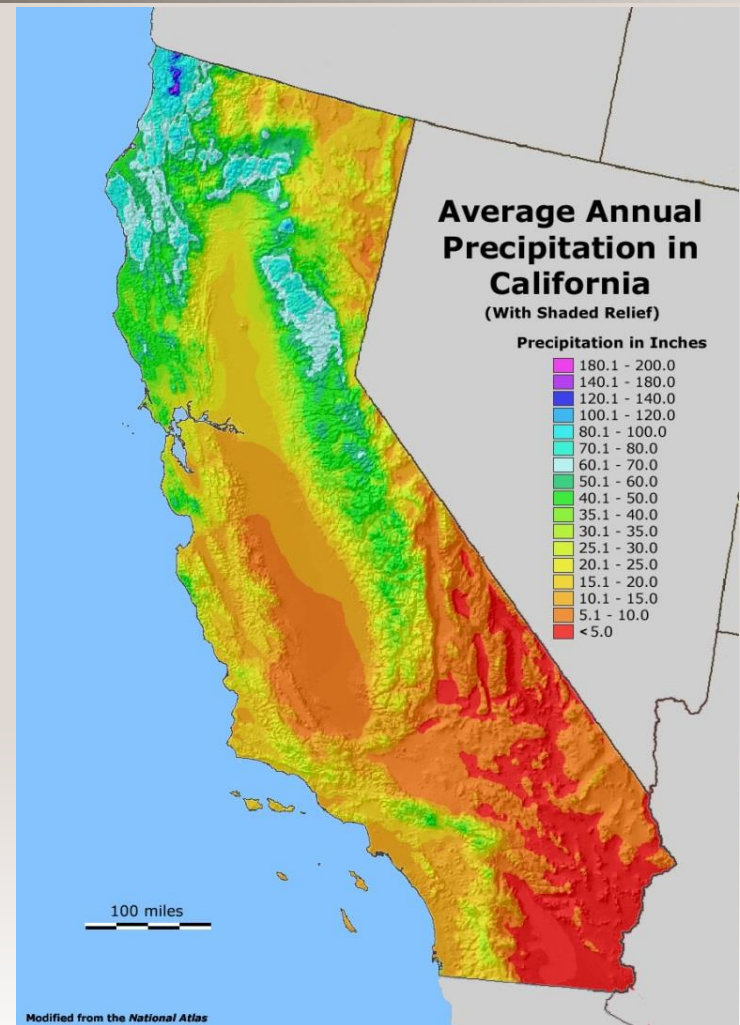 Average Annual
Precipitation in
California
(With Shaded Relief)
Precipitation in Inches
180.1 - 200.0
140.1 - 180.0
120.1 - 140.0
100.1 - 120.0
80.1 - 100.0
70.1 - 80.0
60.1 - 70.0
50.1 - 60.0
40.1 - 50.0
35.1 - 40.0
30.1 - 35.0
25.1 - 30.0
20.1 - 25.0
15.1 - 20.0
10.1 - 15.0
5.1 - 10.0
< 5.0
100 miles
Modified from the National Atlas